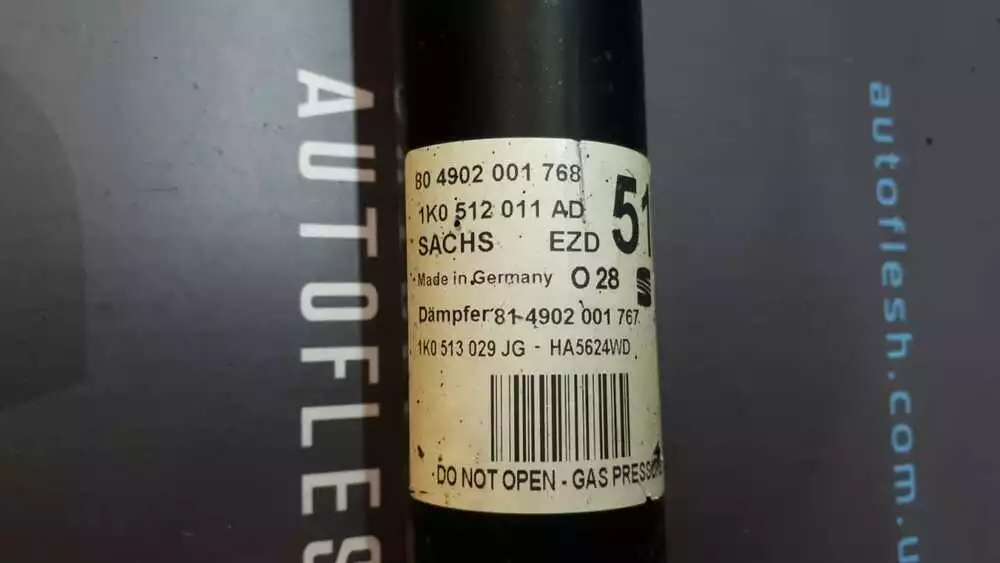 80 4902 001 768
1K0 512 011 AD
SACHS EZD 51
Made in Germany O 28
Dämpfer 81-4902 001 767
1K0 513 029 JG - HA5624WD
DO NOT OPEN - GAS
AUTOFLES
autoflesh.com.u